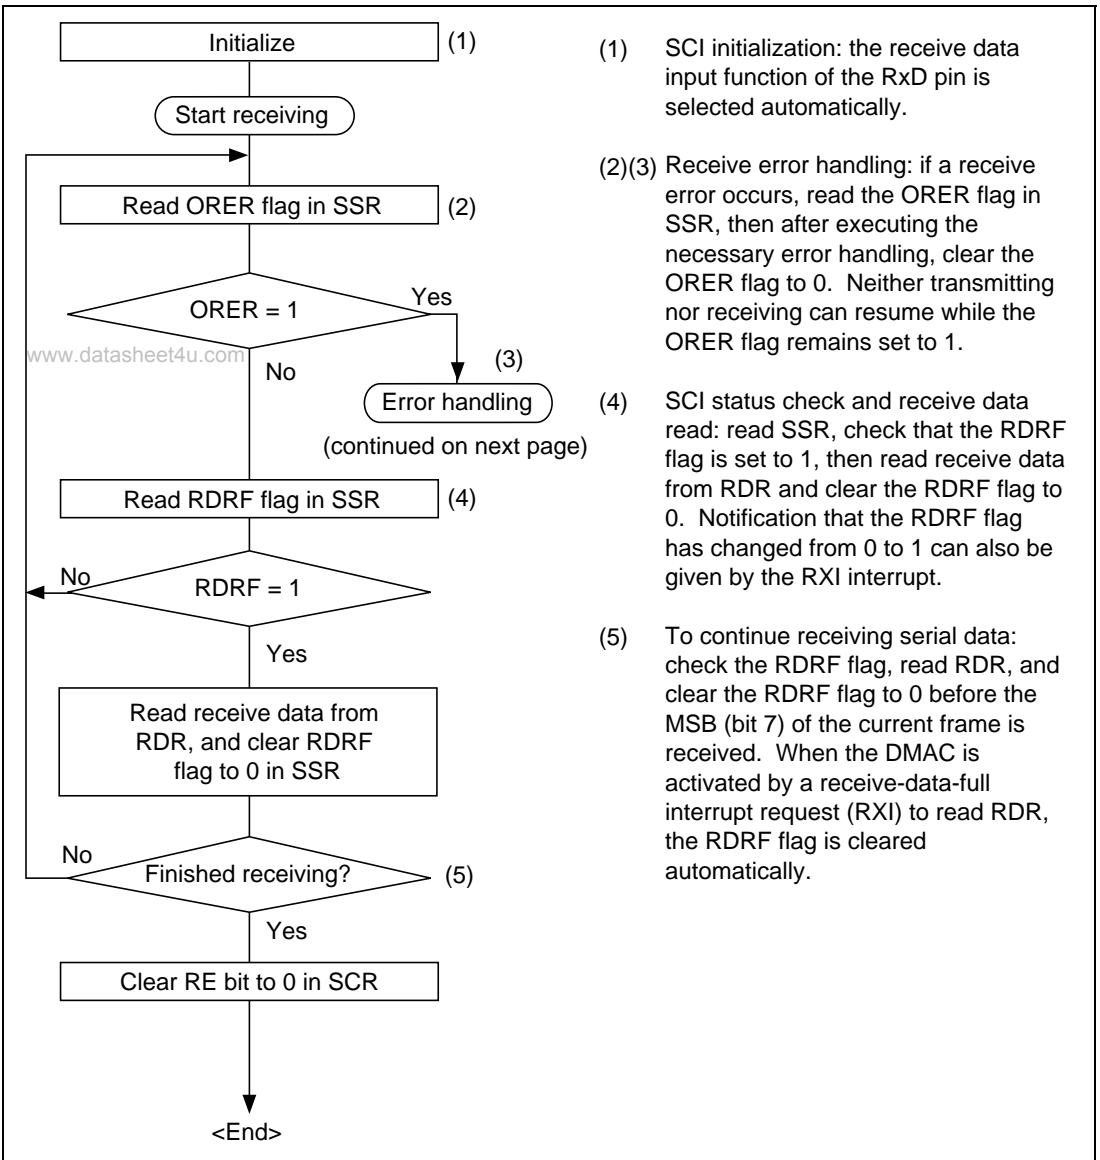 Initialize
(1)
Start receiving
Read ORER flag in SSR
(2)
ORER = 1
Yes
www.datasheet4u.com
No
(3)
Error handling
(continued on next page)
Read RDRF flag in SSR
(4)
No
RDRF = 1
Yes
Read receive data from
RDR, and clear RDRF
flag to 0 in SSR
No
Finished receiving?
(5)
Yes
Clear RE bit to 0 in SCR
<End>
(1) SCI initialization: the receive data
input function of the RxD pin is
selected automatically.
(2)(3) Receive error handling: if a receive
error occurs, read the ORER flag in
SSR, then after executing the
necessary error handling, clear the
ORER flag to 0. Neither transmitting
nor receiving can resume while the
ORER flag remains set to 1.
(4) SCI status check and receive data
read: read SSR, check that the RDRF
flag is set to 1, then read receive data
from RDR and clear the RDRF flag to
0. Notification that the RDRF flag
has changed from 0 to 1 can also be
given by the RXI interrupt.
(5) To continue receiving serial data:
check the RDRF flag, read RDR, and
clear the RDRF flag to 0 before the
MSB (bit 7) of the current frame is
received. When the DMAC is
activated by a receive-data-full
interrupt request (RXI) to read RDR,
the RDRF flag is cleared
automatically.